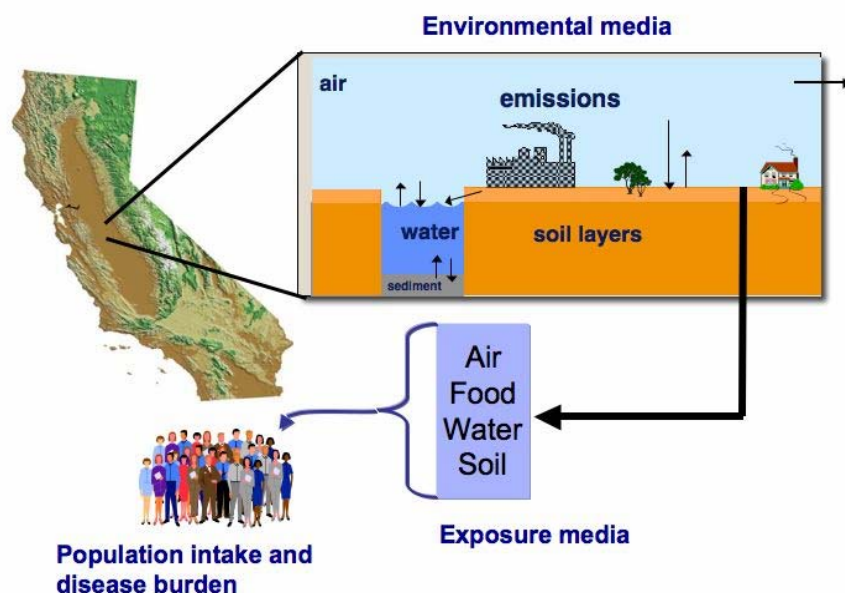 Environmental media
air
emissions
water
soil layers
sediment
Air
Food
Water
Soil
Exposure media
Population intake and
disease burden